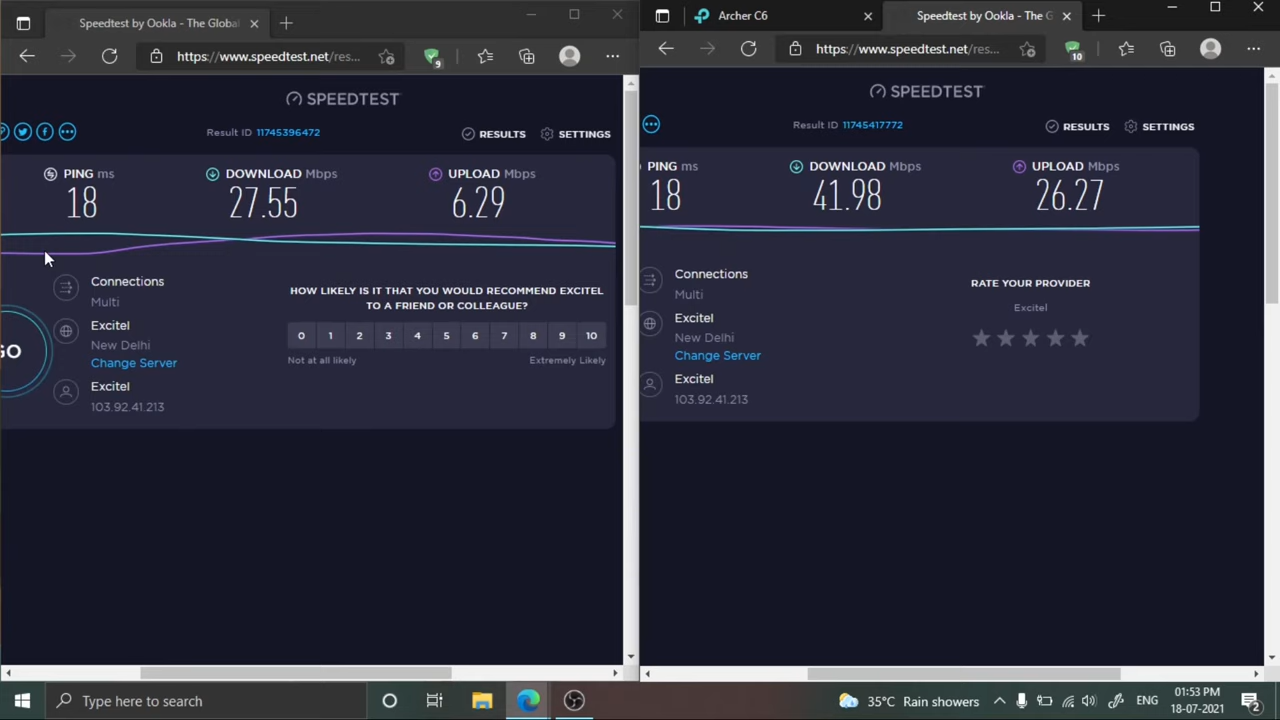 Speedtest by Ookla - The Global
https://www.speedtest.net/res...
9
SPEEDTEST
Result ID 11745396472
RESULTS
SETTINGS
PING ms
18
DOWNLOAD Mbps
27.55
UPLOAD Mbps
6.29
GO
Connections
Multi
Excitel
New Delhi
Change Server
Excitel
103.92.41.213
HOW LIKELY IS IT THAT YOU WOULD RECOMMEND EXCITEL
TO A FRIEND OR COLLEAGUE?
0 1 2 3 4 5 6 7 8 9 10
Not at all likely Extremely Likely
Archer C6
Speedtest by Ookla - The G
https://www.speedtest.net/res...
10
SPEEDTEST
Result ID 11745417772
RESULTS
SETTINGS
PING ms
18
DOWNLOAD Mbps
41.98
UPLOAD Mbps
26.27
Connections
Multi
Excitel
New Delhi
Change Server
Excitel
103.92.41.213
RATE YOUR PROVIDER
Excitel
Type here to search
35°C Rain showers
ENG
01:53 PM
18-07-2021
2